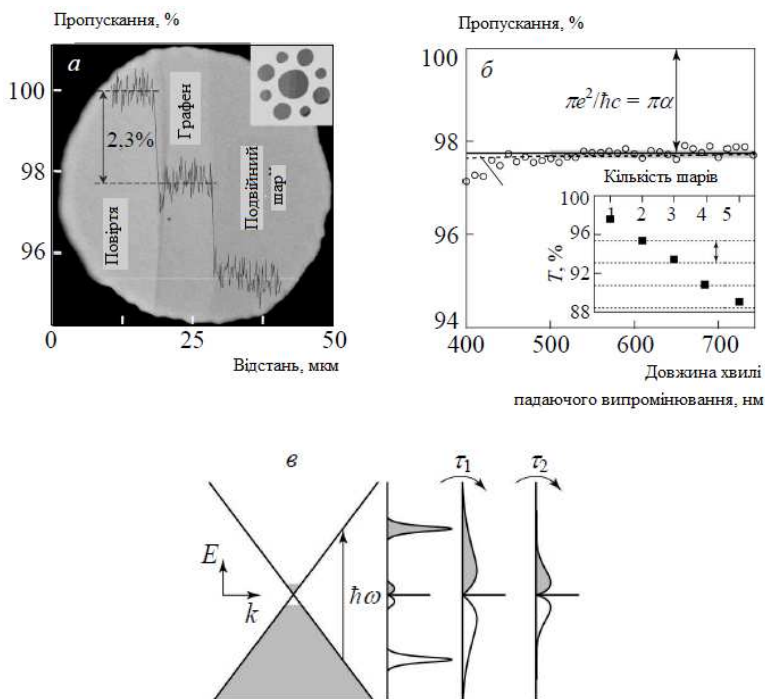 Пропускання, %
а
100
98
96
2,3%
Повіртя
Графен
Подвійний
шар
0
25
50
Відстань, мкм
Пропускання, %
б
100
98
96
94
πe²/ħc = πα
Кількість шарів
1 2 3 4 5
100
96
92
88
T, %
400 500 600 700
Довжина хвилі
падаючого випромінювання, нм
в
E
k
ħω
τ₁
τ₂